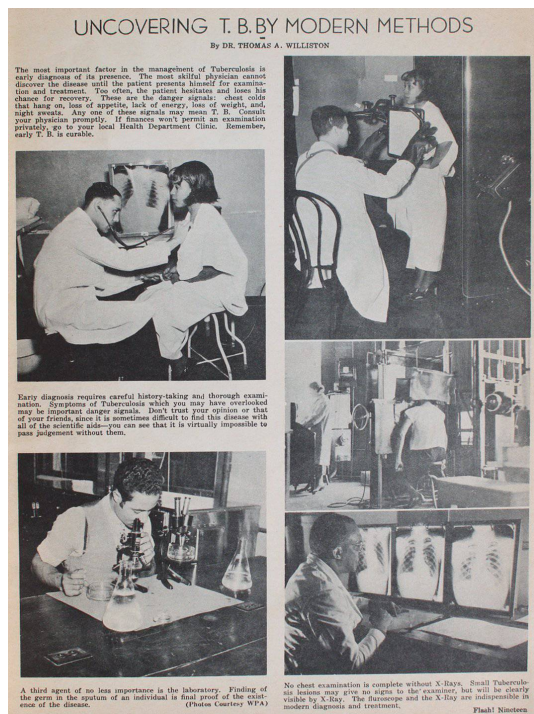 UNCOVERING T. B. BY MODERN METHODS
By DR. THOMAS A. WILLISTON
The most important factor in the management of Tuberculosis is
early diagnosis of its presence. The most skilful physician cannot
discover the disease until the patient presents himself for examina-
tion and treatment. Too often, the patient hesitates and loses his
chance for recovery. These are the danger signals: chest colds
that hang on, loss of appetite, lack of energy, loss of weight, and,
night sweats. Any one of these signals may mean T. B. Consult
your physician promptly. If finances won't permit an examination
privately, go to your local Health Department Clinic. Remember,
early T. B. is curable.
Early diagnosis requires careful history-taking and thorough exami-
nation. Symptoms of Tuberculosis which you may have overlooked
may be important danger signals. Don't trust your opinion or that
of your friends, since it is sometimes difficult to find this disease with
all of the scientific aids—you can see that it is virtually impossible to
pass judgement without them.
A third agent of no less importance is the laboratory. Finding of
the germ in the sputum of an individual is final proof of the exist-
ence of the disease. (Photos Courtesy WPA)
No chest examination is complete without X-Rays. Small Tuberculo-
sis lesions may give no signs to the examiner, but will be clearly
visible by X-Ray. The fluroscope and the X-Ray are indispensible in
modern diagnosis and treatment.
Flash! Nineteen